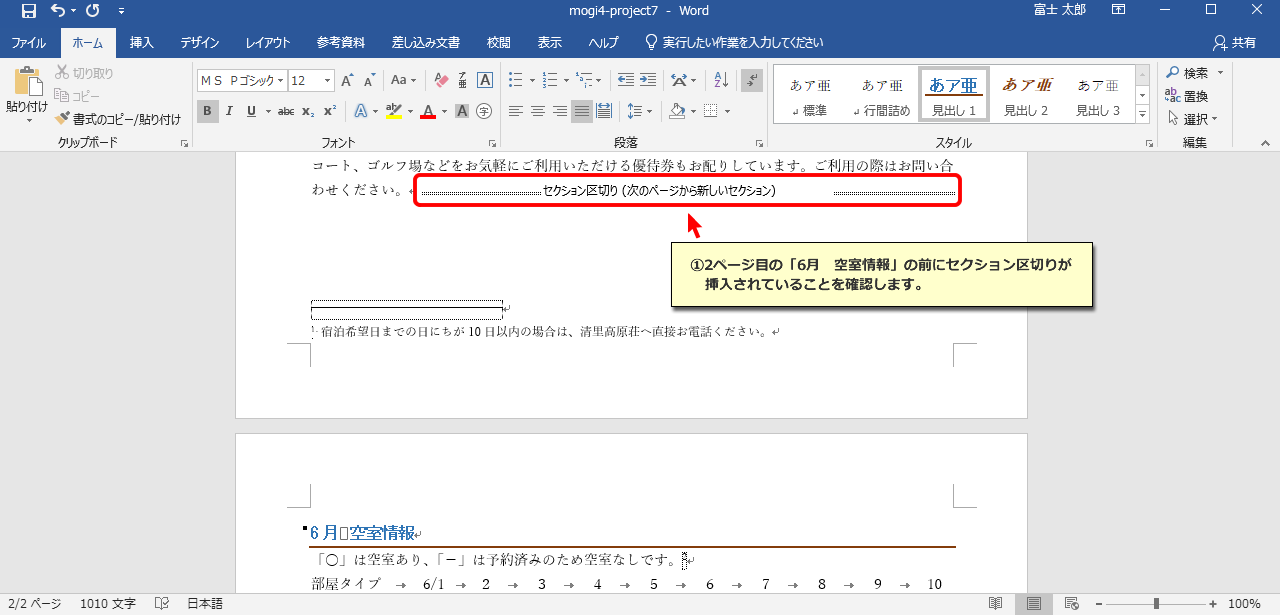 mogi4-project7 - Word
富士 太郎
ファイル ホーム 挿入 デザイン レイアウト 参考資料 差し込み文書 校閲 表示 ヘルプ 実行したい作業を入力してください 共有
貼り付け
切り取り
コピー
書式のコピー/貼り付け
クリップボード
ＭＳ Ｐゴシック 12
B I U abc x₂ x²
フォント
段落
あア亜 あア亜 あア亜 あア亜 あア亜
標準 行間詰め 見出し 1 見出し 2 見出し 3
スタイル
検索
置換
選択
編集
コート、ゴルフ場などをお気軽にご利用いただける優待券もお配りしています。ご利用の際はお問い合
わせください。
セクション区切り (次のページから新しいセクション)
①2ページ目の「6月　空室情報」の前にセクション区切りが
挿入されていることを確認します。
宿泊希望日までの日にちが 10 日以内の場合は、清里高原荘へ直接お電話ください。
6 月□空室情報
「〇」は空室あり、「－」は予約済みのため空室なしです。
部屋タイプ → 6/1 → 2 → 3 → 4 → 5 → 6 → 7 → 8 → 9 → 10
2/2 ページ 1010 文字 日本語 100%